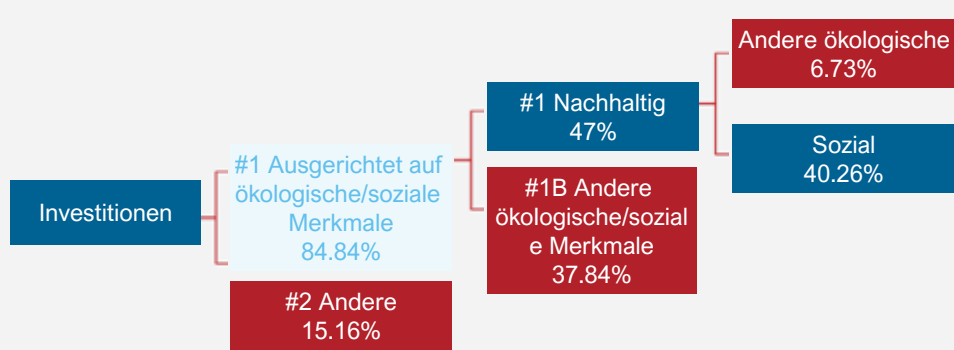 Investitionen
#1 Ausgerichtet auf
ökologische/soziale
Merkmale
84.84%
#2 Andere
15.16%
#1 Nachhaltig
47%
#1B Andere
ökologische/sozial
e Merkmale
37.84%
Andere ökologische
6.73%
Sozial
40.26%